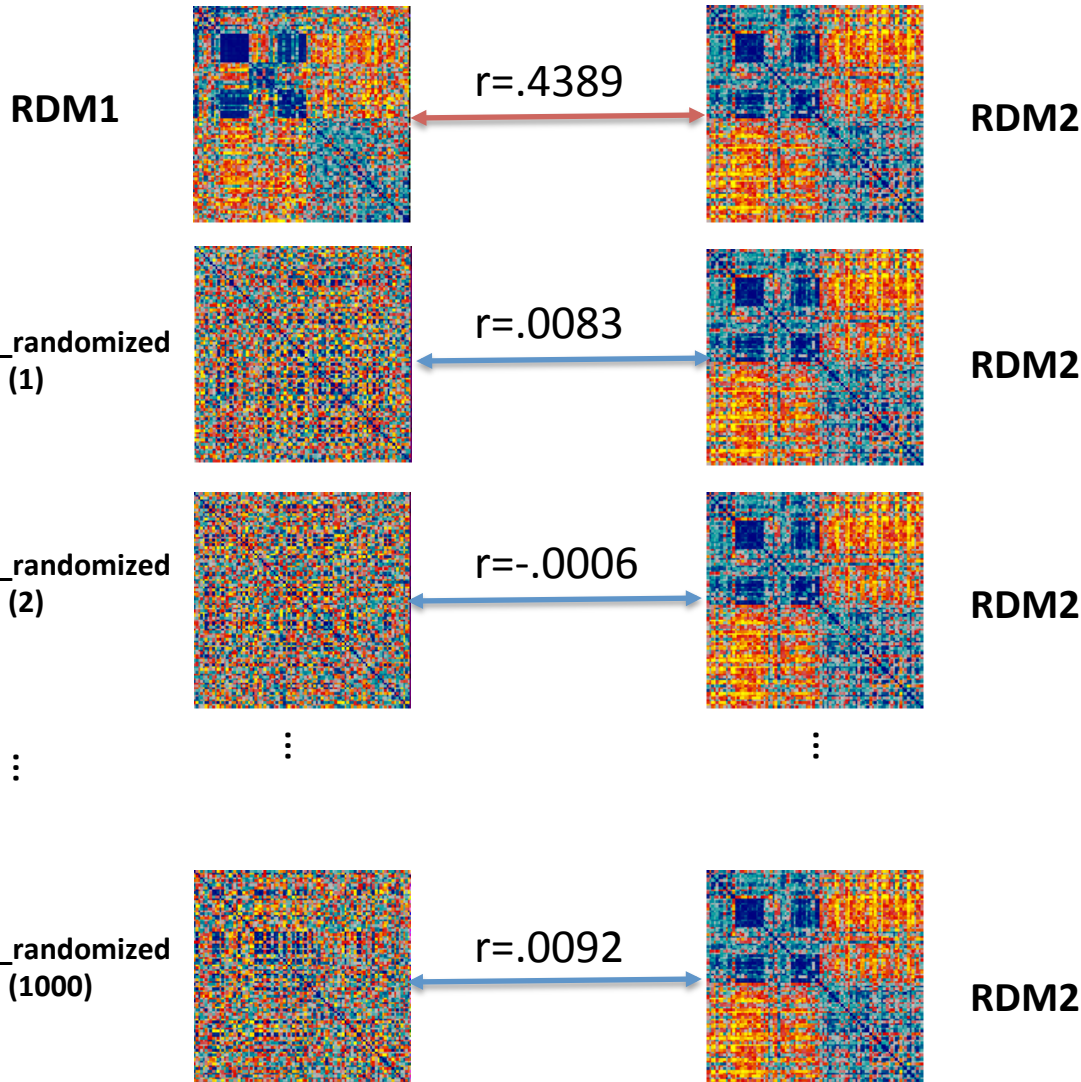 RDM1
r=.4389
RDM2
_randomized
(1)
r=.0083
RDM2
_randomized
(2)
r=-.0006
RDM2
...
...
...
_randomized
(1000)
r=.0092
RDM2